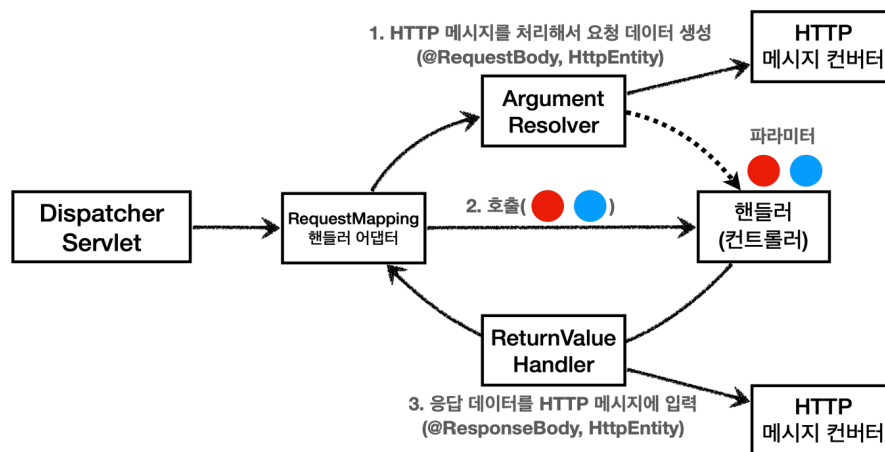 1. HTTP 메시지를 처리해서 요청 데이터 생성
(@RequestBody, HttpEntity)
HTTP
메시지 컨버터
Argument
Resolver
파라미터
Dispatcher
Servlet
RequestMapping
핸들러 어댑터
2. 호출( )
핸들러
(컨트롤러)
ReturnValue
Handler
3. 응답 데이터를 HTTP 메시지에 입력
(@ResponseBody, HttpEntity)
HTTP
메시지 컨버터